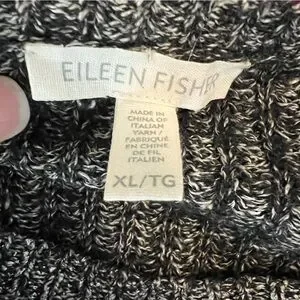 EILEEN FISHER
MADE IN
CHINA OF
ITALIAN
YARN /
FABRIQUÉ
EN CHINE
DE FIL
ITALIEN
XL/TG